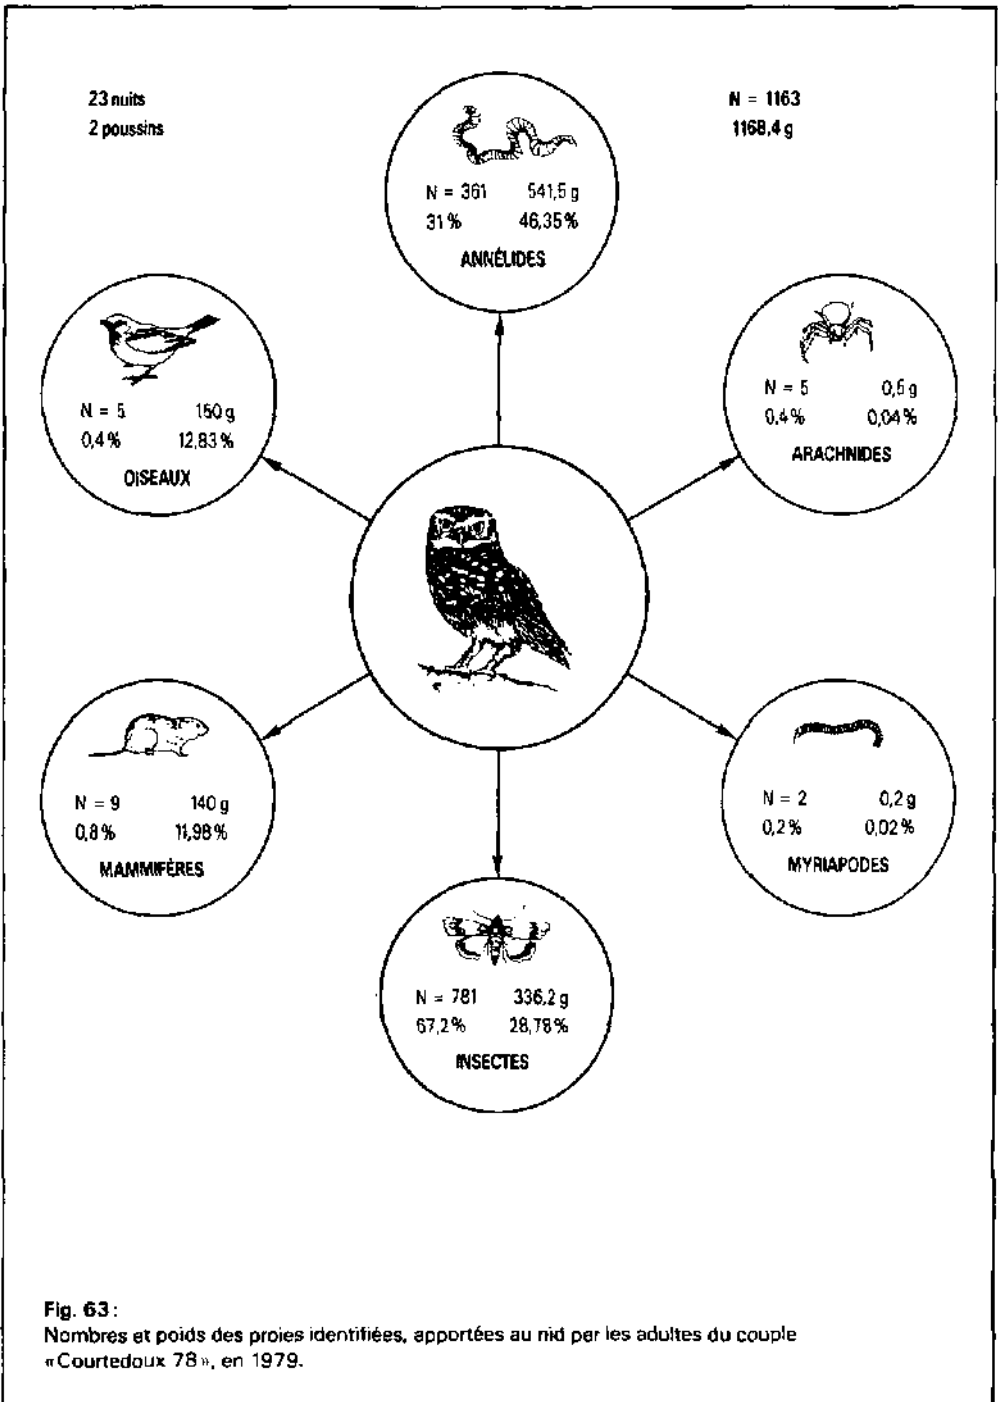 23 nuits
2 poussins
N = 1163
1168,4 g
N = 361 541,5 g
31% 46,35%
ANNÉLIDES
N = 5 150 g
0,4% 12,83%
OISEAUX
N = 5 0,5 g
0,4% 0,04%
ARACHNIDES
N = 9 140 g
0,8% 11,98%
MAMMIFÈRES
N = 2 0,2 g
0,2% 0,02%
MYRIAPODES
N = 781 336,2 g
67,2% 28,78%
INSECTES
Fig. 63 :
Nombres et poids des proies identifiées, apportées au nid par les adultes du couple
«Courtedoux 78», en 1979.